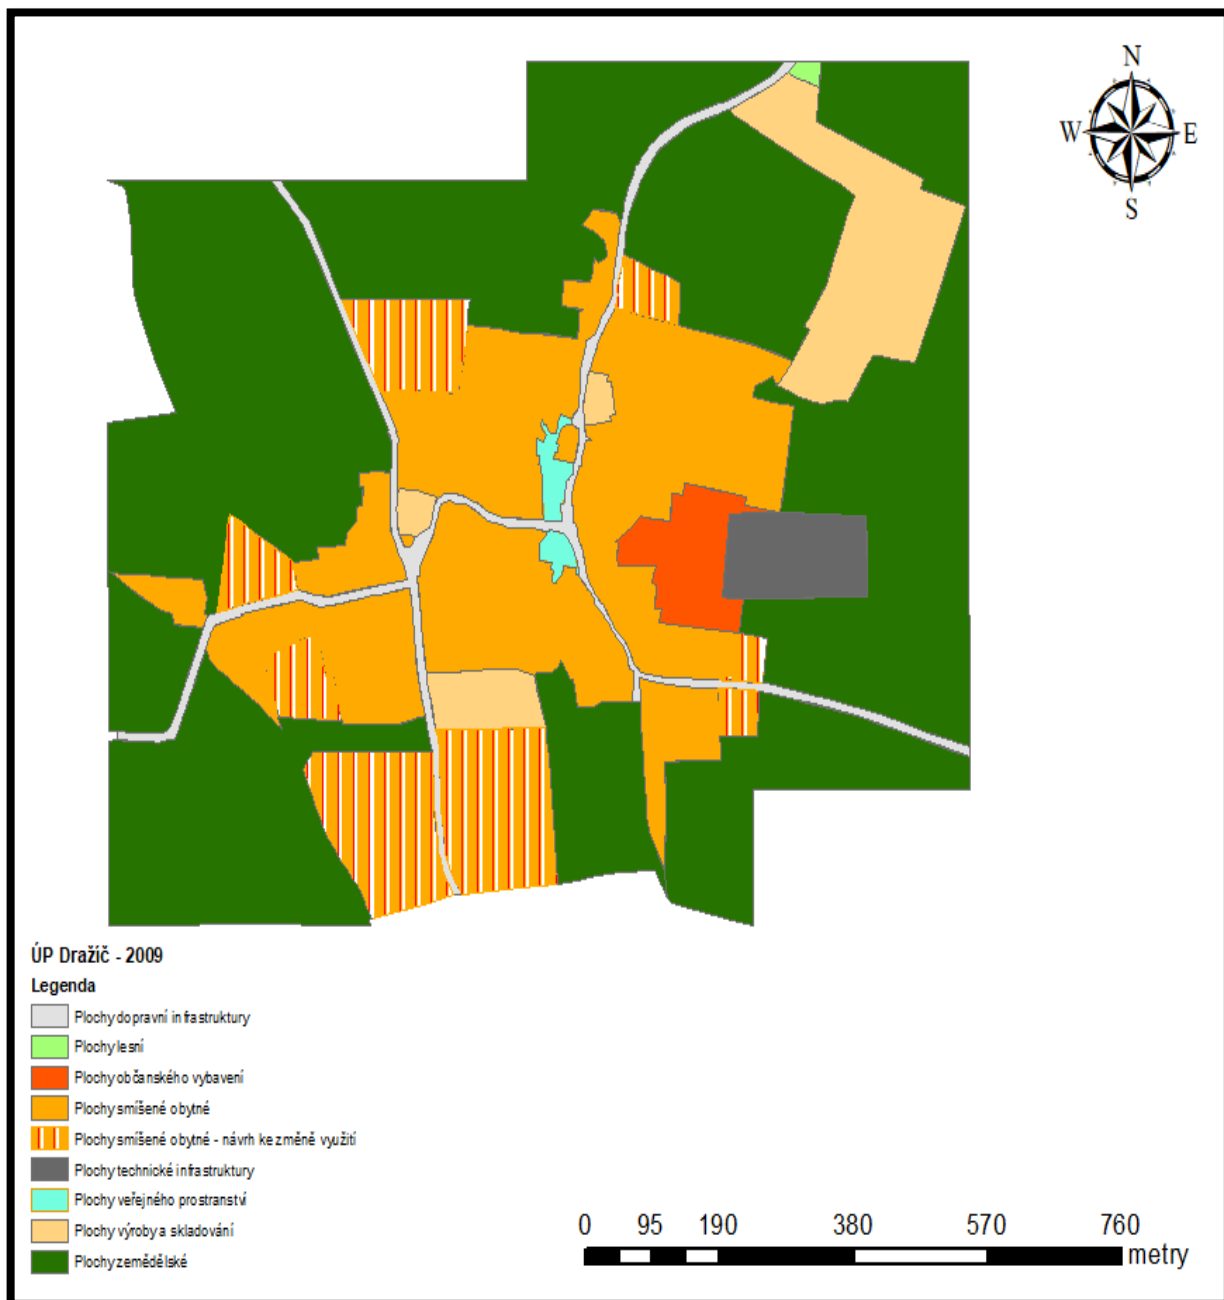 N
W E
S
ÚP Dražíč - 2009
Legenda
Plochy dopravní infrastruktury
Plochy lesní
Plochy občanského vybavení
Plochy smíšené obytné
Plochy smíšené obytné - návrh ke změně využití
Plochy technické infrastruktury
Plochy veřejného prostranství
Plochy výroby a skladování
Plochy zemědělské
0 95 190 380 570 760
metry